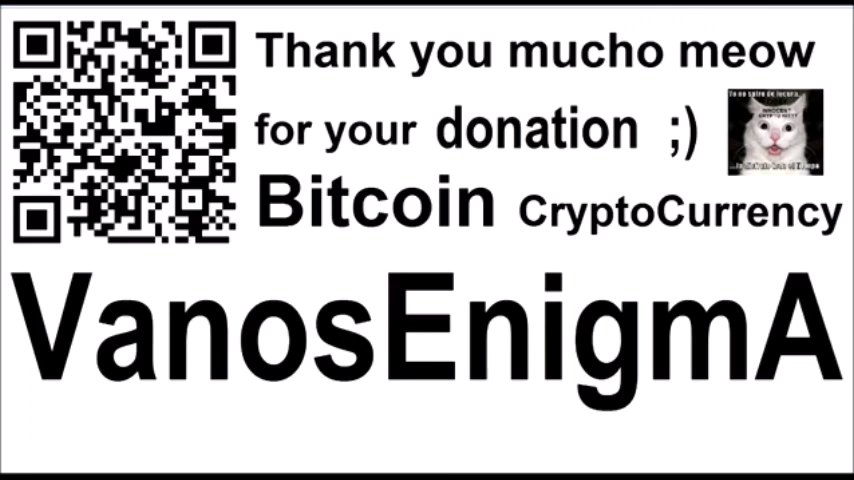 Thank you mucho meow
for your donation ;)
Bitcoin CryptoCurrency
VanosEnigmA